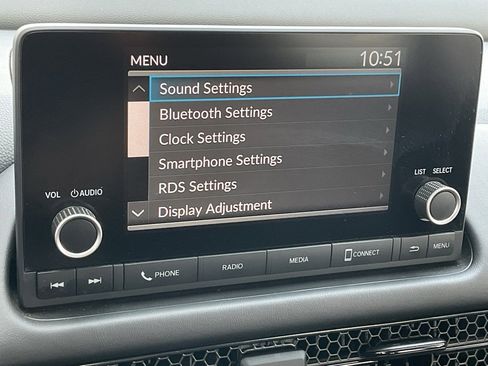 MENU 10:51
Sound Settings
Bluetooth Settings
Clock Settings
Smartphone Settings
RDS Settings
Display Adjustment
VOL AUDIO
LIST SELECT
PHONE RADIO MEDIA CONNECT MENU